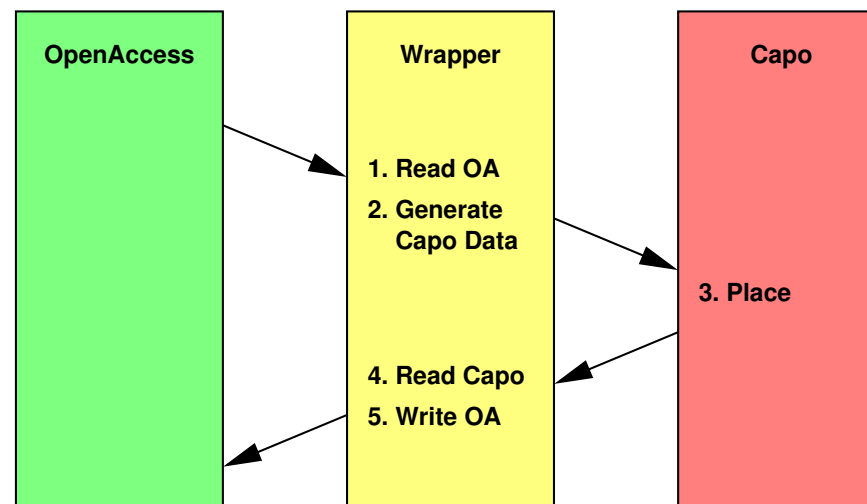 OpenAccess
Wrapper
Capo
1. Read OA
2. Generate
Capo Data
3. Place
4. Read Capo
5. Write OA